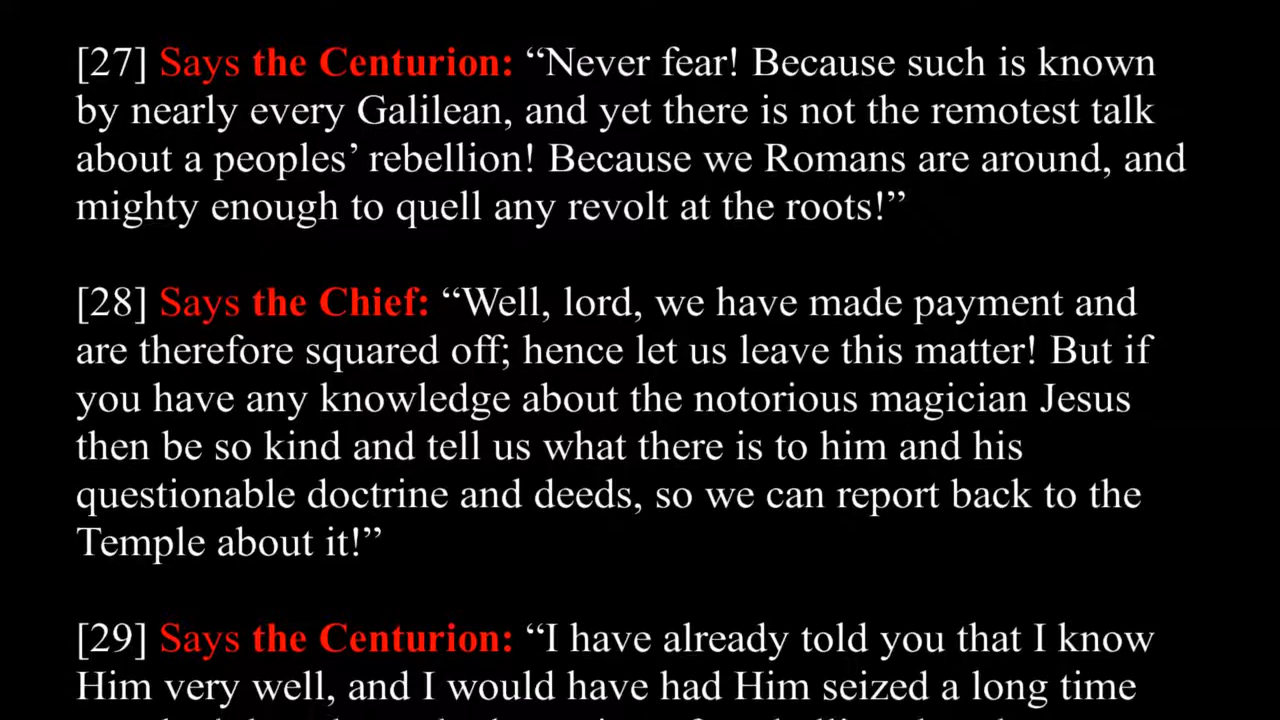 [27] Says the Centurion: “Never fear! Because such is known
by nearly every Galilean, and yet there is not the remotest talk
about a peoples’ rebellion! Because we Romans are around, and
mighty enough to quell any revolt at the roots!”
[28] Says the Chief: “Well, lord, we have made payment and
are therefore squared off; hence let us leave this matter! But if
you have any knowledge about the notorious magician Jesus
then be so kind and tell us what there is to him and his
questionable doctrine and deeds, so we can report back to the
Temple about it!”
[29] Says the Centurion: “I have already told you that I know
Him very well, and I would have had Him seized a long time